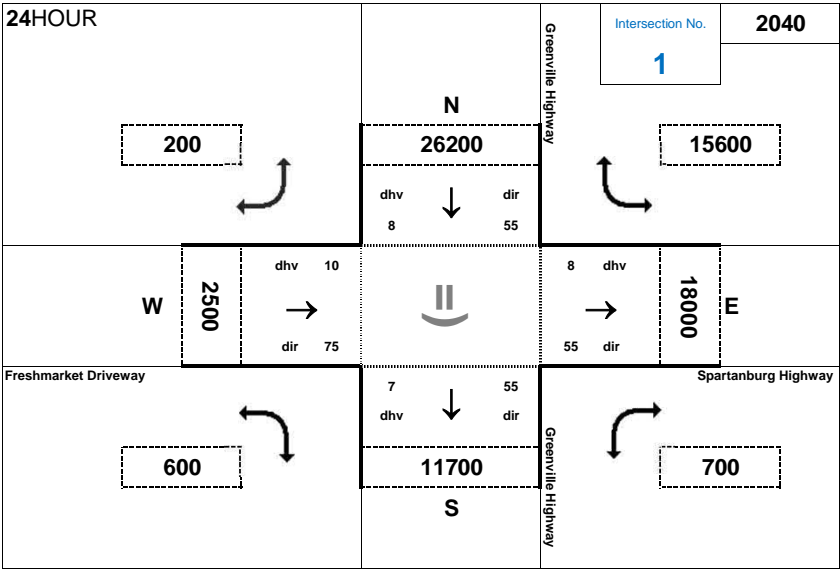 24HOUR
Intersection No.
2040
1
Greenville Highway
N
200
26200
15600
dhv
dir
8
55
dhv 10
8 dhv
W
2500
18000
E
dir 75
55 dir
Freshmarket Driveway
Spartanburg Highway
7
55
dhv
dir
600
11700
700
Greenville Highway
S